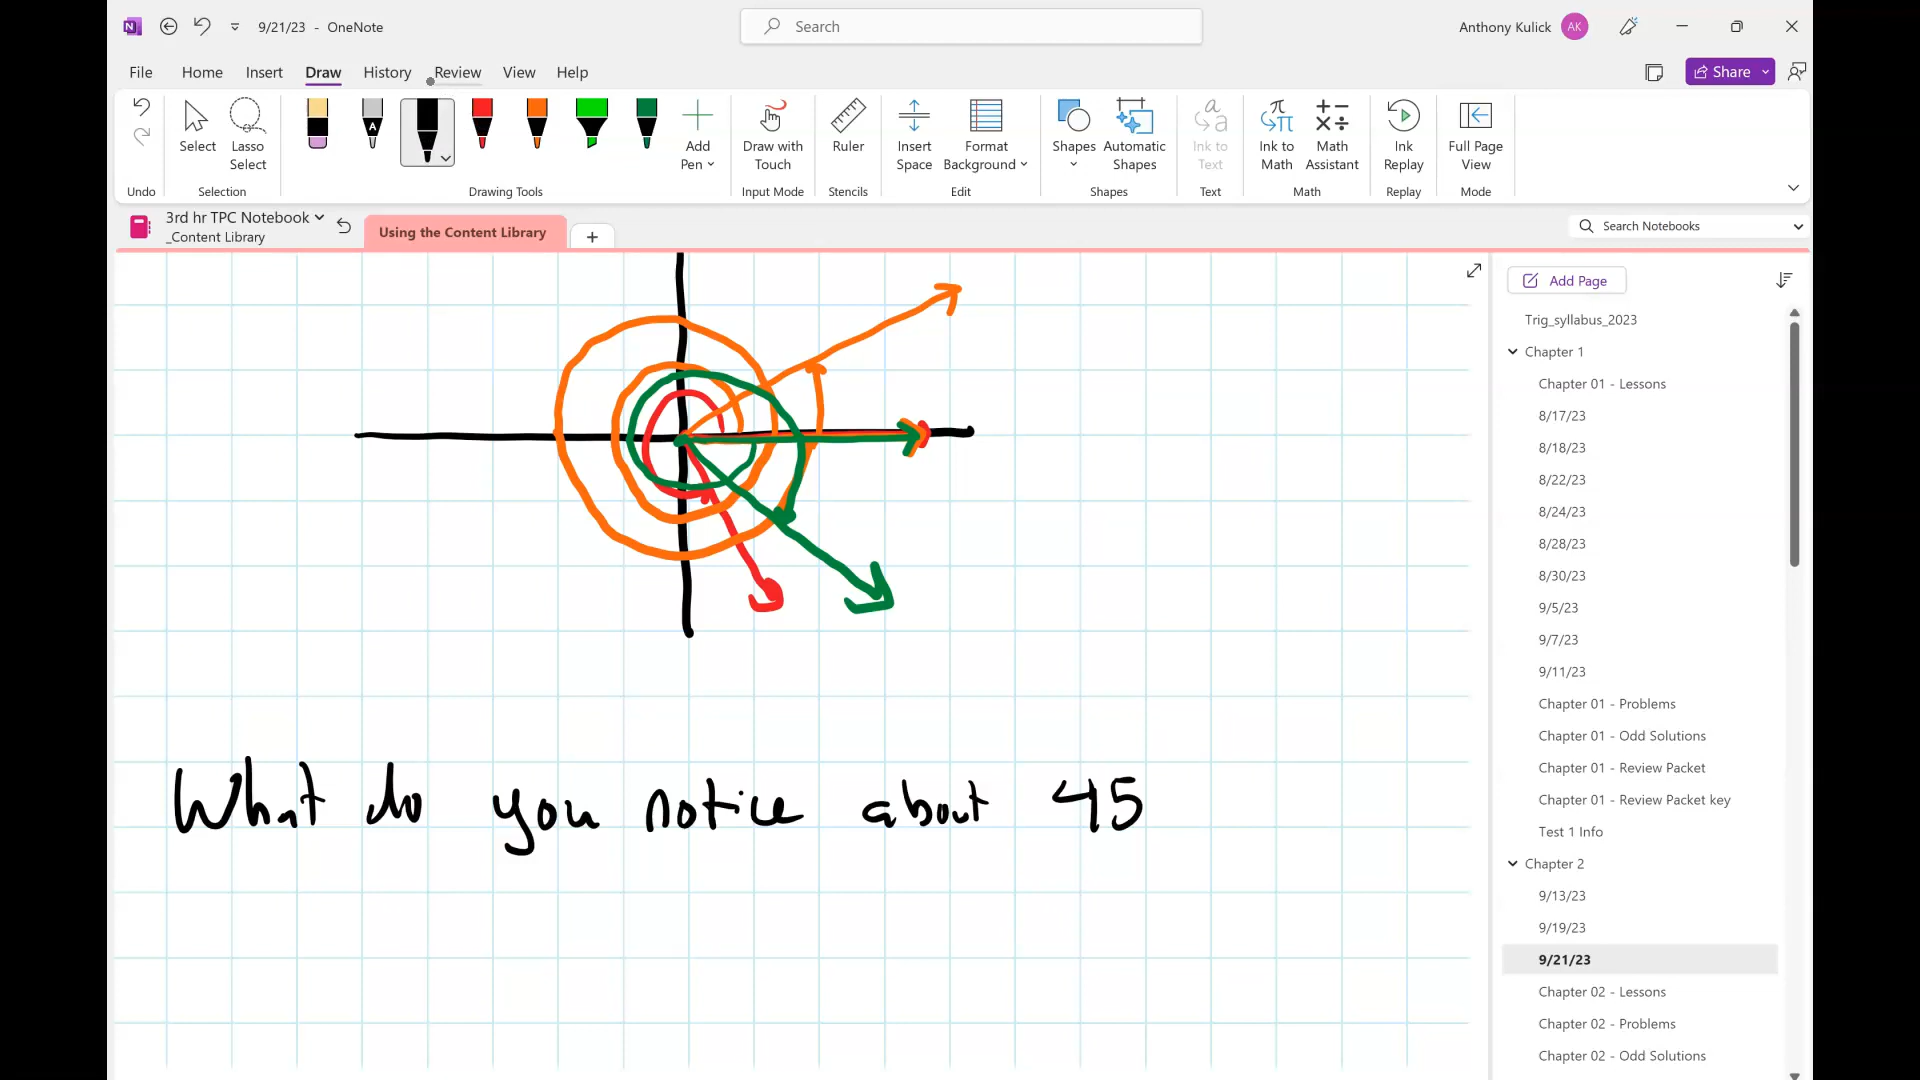 9/21/23 - OneNote
Search
Anthony Kulick AK
File Home Insert Draw History Review View Help
Share
Undo
Select
Lasso Select
Selection
A
Add Pen
Drawing Tools
Draw with Touch
Input Mode
Ruler
Stencils
Insert Space
Format Background
Edit
Shapes
Automatic Shapes
Shapes
Ink to Text
Text
Ink to Math
Math Assistant
Math
Ink Replay
Replay
Full Page View
Mode
3rd hr TPC Notebook
_Content Library
Using the Content Library
Search Notebooks
What do you notice about 45
Add Page
Trig_syllabus_2023
Chapter 1
Chapter 01 - Lessons
8/17/23
8/18/23
8/22/23
8/24/23
8/28/23
8/30/23
9/5/23
9/7/23
9/11/23
Chapter 01 - Problems
Chapter 01 - Odd Solutions
Chapter 01 - Review Packet
Chapter 01 - Review Packet key
Test 1 Info
Chapter 2
9/13/23
9/19/23
9/21/23
Chapter 02 - Lessons
Chapter 02 - Problems
Chapter 02 - Odd Solutions